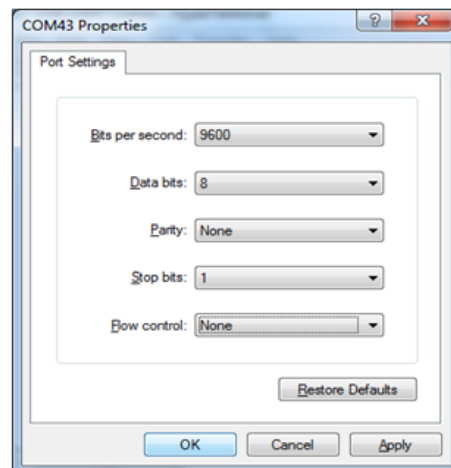 COM43 Properties
Port Settings
Bits per second: 9600
Data bits: 8
Parity: None
Stop bits: 1
Flow control: None
Restore Defaults
OK Cancel Apply